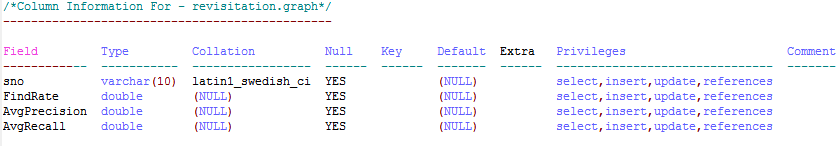 /*Column Information For - revisitation.graph*/
----------------------------------------------
Field Type Collation Null Key Default Extra Privileges Comment
------------ ----------- ----------------- ------ ------ ------- ------ ------------------------------- -------
sno varchar(10) latin1_swedish_ci YES (NULL) select,insert,update,references
FindRate double (NULL) YES (NULL) select,insert,update,references
AvgPrecision double (NULL) YES (NULL) select,insert,update,references
AvgRecall double (NULL) YES (NULL) select,insert,update,references